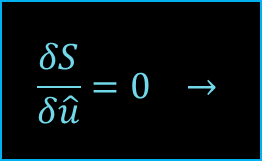 δS/δû = 0 →